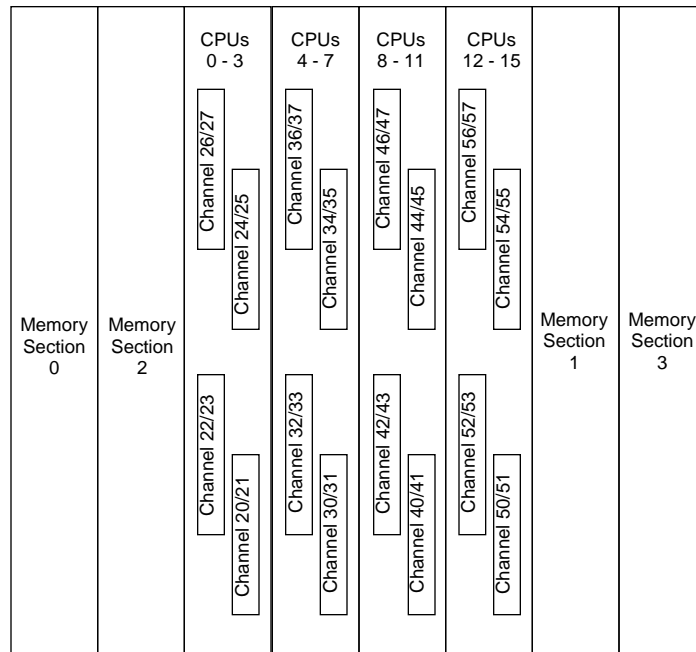 CPUs
0 - 3
CPUs
4 - 7
CPUs
8 - 11
CPUs
12 - 15
Channel 26/27
Channel 24/25
Channel 36/37
Channel 34/35
Channel 46/47
Channel 44/45
Channel 56/57
Channel 54/55
Memory
Section
0
Memory
Section
2
Memory
Section
1
Memory
Section
3
Channel 22/23
Channel 20/21
Channel 32/33
Channel 30/31
Channel 42/43
Channel 40/41
Channel 52/53
Channel 50/51